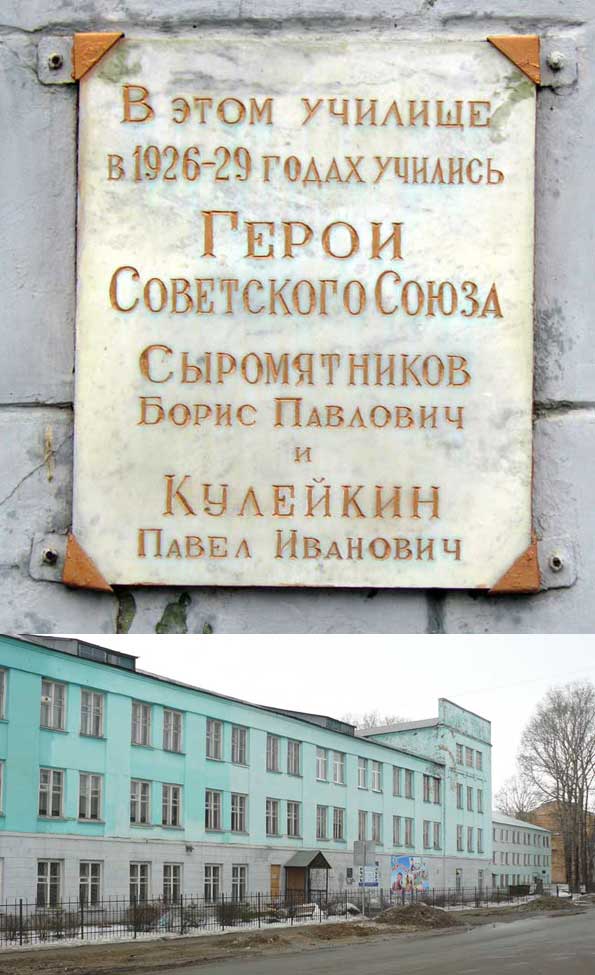 В этом училище
в 1926-29 годах учились
Герои
Советского Союза
Сыромятников
Борис Павлович
и
Кулейкин
Павел Иванович